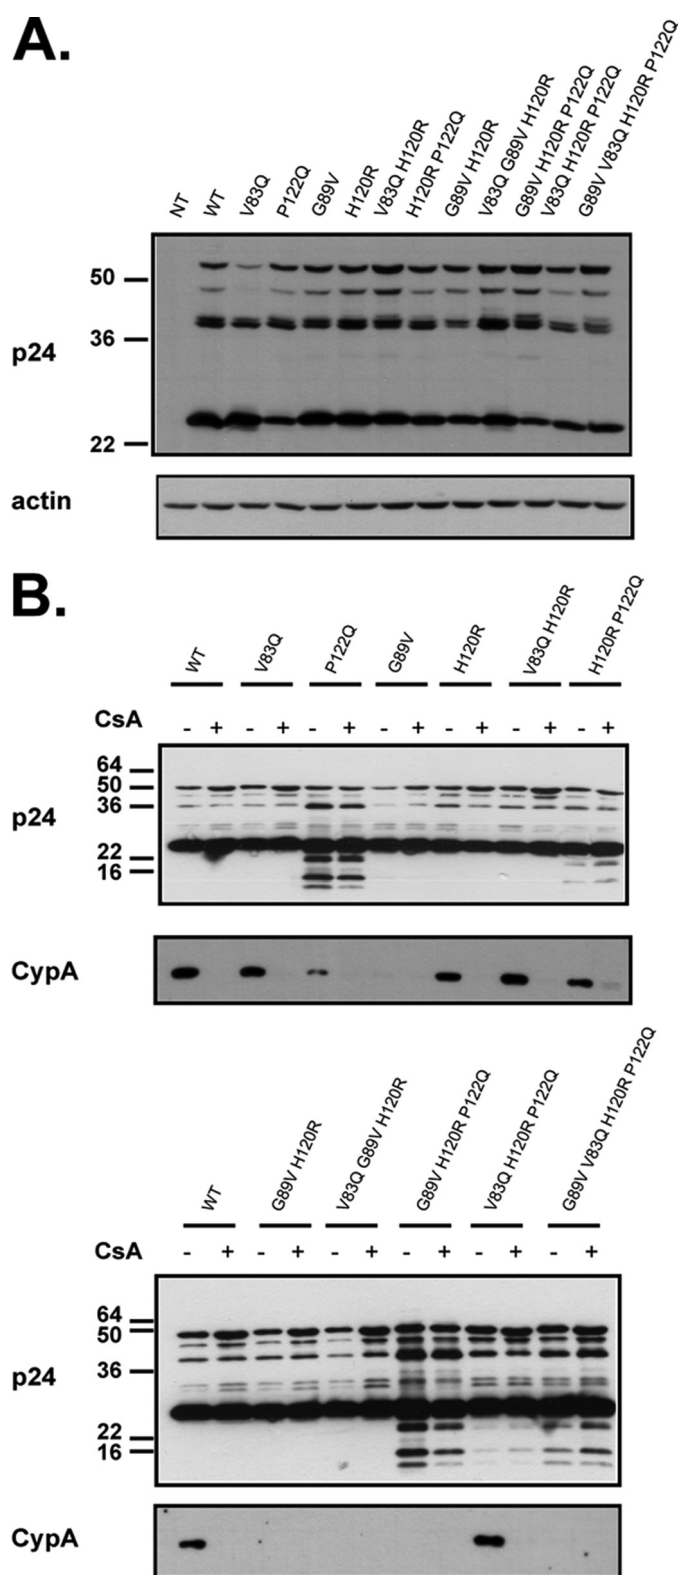 A.
NT WT V83Q P122Q G89V H120R V83Q H120R H120R P122Q G89V H120R V83Q G89V H120R G89V H120R P122Q V83Q H120R P122Q G89V V83Q H120R P122Q
50
36
p24
22
actin
B.
WT V83Q P122Q G89V H120R V83Q H120R H120R P122Q
CsA - + - + - + - + - + - + - +
64
50
36
p24
22
16
CypA
WT G89V H120R V83Q G89V H120R G89V H120R P122Q V83Q H120R P122Q G89V V83Q H120R P122Q
CsA - + - + - + - + - + - +
64
50
36
p24
22
16
CypA